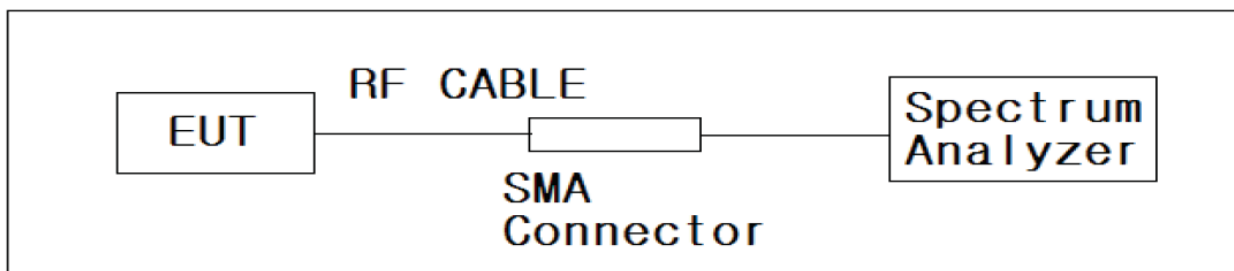 RF CABLE
EUT
Spectrum
Analyzer
SMA
Connector